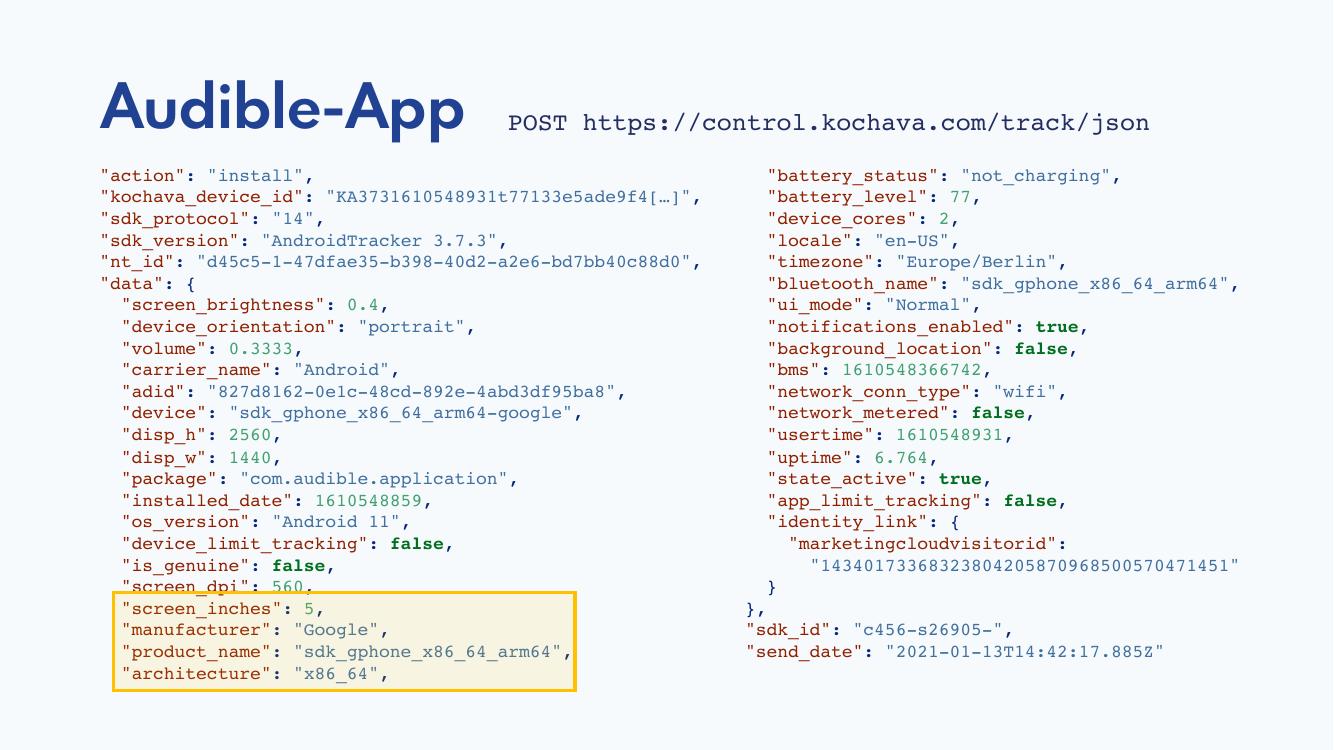 Audible-App
POST https://control.kochava.com/track/json
"action": "install",
"kochava_device_id": "KA3731610548931t77133e5ade9f4[…]",
"sdk_protocol": "14",
"sdk_version": "AndroidTracker 3.7.3",
"nt_id": "d45c5-1-47dfae35-b398-40d2-a2e6-bd7bb40c88d0",
"data": {
"screen_brightness": 0.4,
"device_orientation": "portrait",
"volume": 0.3333,
"carrier_name": "Android",
"adid": "827d8162-0e1c-48cd-892e-4abd3df95ba8",
"device": "sdk_gphone_x86_64_arm64-google",
"disp_h": 2560,
"disp_w": 1440,
"package": "com.audible.application",
"installed_date": 1610548859,
"os_version": "Android 11",
"device_limit_tracking": false,
"is_genuine": false,
"screen_dpi": 560,
"screen_inches": 5,
"manufacturer": "Google",
"product_name": "sdk_gphone_x86_64_arm64",
"architecture": "x86_64",
"battery_status": "not_charging",
"battery_level": 77,
"device_cores": 2,
"locale": "en-US",
"timezone": "Europe/Berlin",
"bluetooth_name": "sdk_gphone_x86_64_arm64",
"ui_mode": "Normal",
"notifications_enabled": true,
"background_location": false,
"bms": 1610548366742,
"network_conn_type": "wifi",
"network_metered": false,
"usertime": 1610548931,
"uptime": 6.764,
"state_active": true,
"app_limit_tracking": false,
"identity_link": {
"marketingcloudvisitorid":
"14340173368323804205870968500570471451"
}
},
"sdk_id": "c456-s26905-",
"send_date": "2021-01-13T14:42:17.885Z"